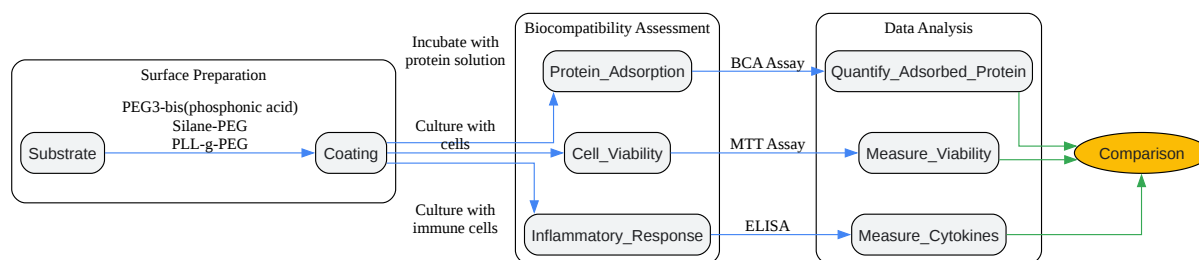 Surface Preparation
PEG3-bis(phosphonic acid)
Silane-PEG
PLL-g-PEG
Substrate
Coating
Incubate with
protein solution
Culture with
cells
Culture with
immune cells
Biocompatibility Assessment
Protein_Adsorption
Cell_Viability
Inflammatory_Response
BCA Assay
MTT Assay
ELISA
Data Analysis
Quantify_Adsorbed_Protein
Measure_Viability
Measure_Cytokines
Comparison